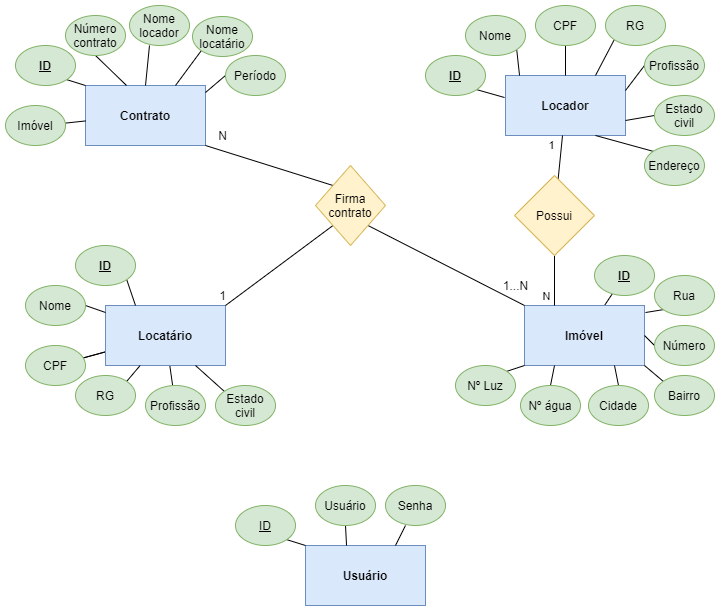 Número
contrato
Nome
locador
Nome
locatário
ID
Período
Imóvel
Contrato
N
Nome
CPF
RG
ID
Profissão
Estado
civil
Endereço
Locador
1
Firma
contrato
Possui
1
1...N
N
ID
Nome
CPF
RG
Profissão
Estado
civil
Locatário
ID
Rua
Número
Bairro
Cidade
Nº água
Nº Luz
Imóvel
ID
Usuário
Senha
Usuário